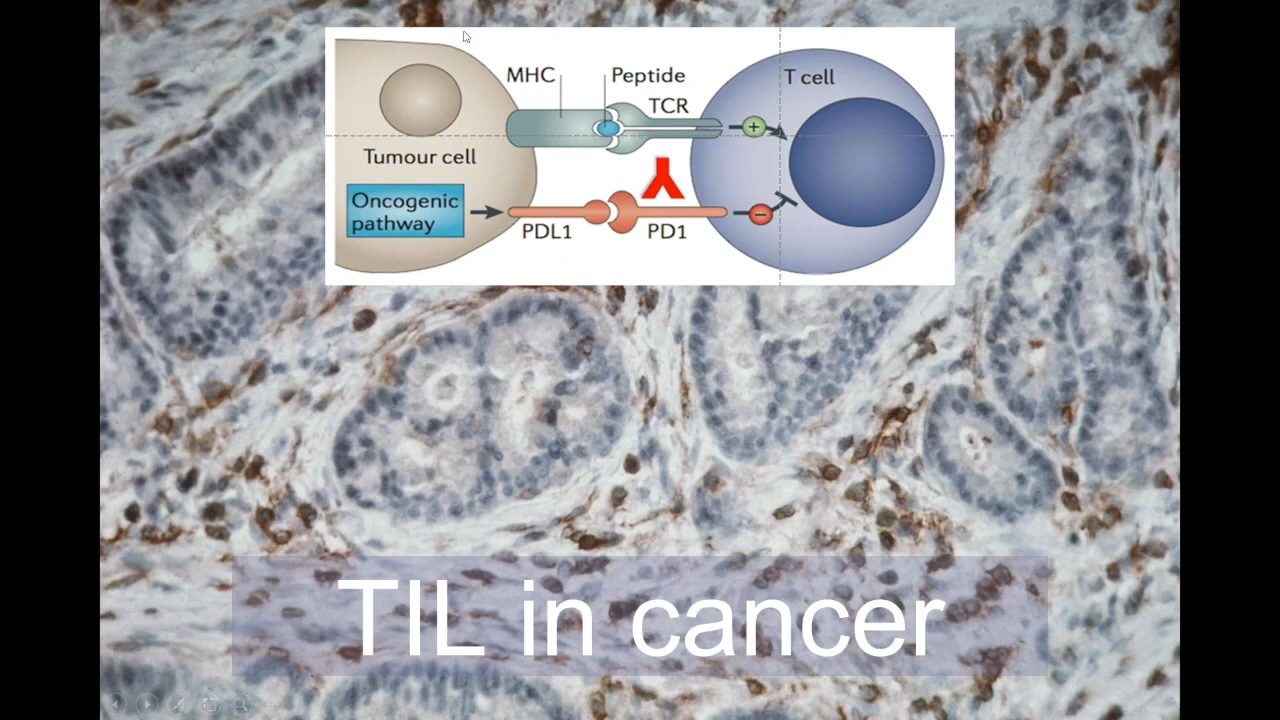 MHC
Peptide
TCR
T cell
+
Tumour cell
Oncogenic
pathway
PDL1
PD1
−
TIL in cancer